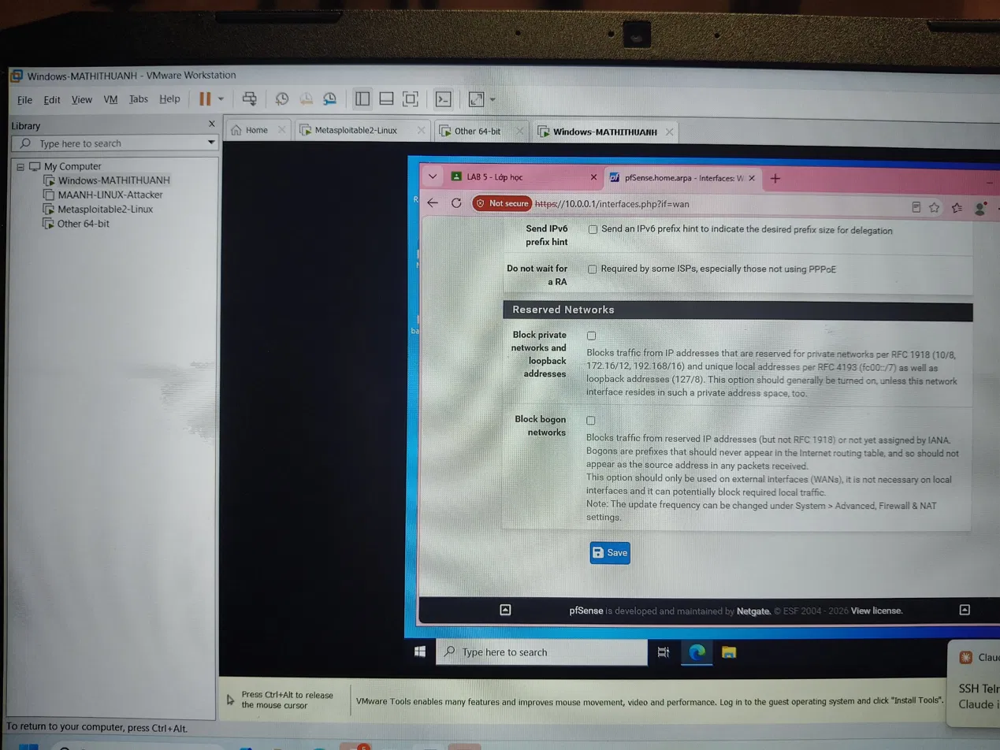 Windows-MATHITHUANH - VMware Workstation
File Edit View VM Tabs Help
Library
Type here to search
My Computer
Windows-MATHITHUANH
MAANH-LINUX-Attacker
Metasploitable2-Linux
Other 64-bit
Home Metasploitable2-Linux Other 64-bit Windows-MATHITHUANH
LAB 5 - Lớp học pfSense.home.arpa - Interfaces: W
Not secure https://10.0.0.1/interfaces.php?if=wan
Send IPv6 Send an IPv6 prefix hint to indicate the desired prefix size for delegation
prefix hint
Do not wait for Required by some ISPs, especially those not using PPPoE
a RA
Reserved Networks
Block private
networks and
loopback
addresses
Blocks traffic from IP addresses that are reserved for private networks per RFC 1918 (10/8,
172.16/12, 192.168/16) and unique local addresses per RFC 4193 (fc00::/7) as well as
loopback addresses (127/8). This option should generally be turned on, unless this network
interface resides in such a private address space, too.
Block bogon
networks
Blocks traffic from reserved IP addresses (but not RFC 1918) or not yet assigned by IANA.
Bogons are prefixes that should never appear in the Internet routing table, and so should not
appear as the source address in any packets received.
This option should only be used on external interfaces (WANs), it is not necessary on local
interfaces and it can potentially block required local traffic.
Note: The update frequency can be changed under System > Advanced, Firewall & NAT
settings.
Save
pfSense is developed and maintained by Netgate. © ESF 2004 - 2026 View license.
Type here to search
Press Ctrl+Alt to release
the mouse cursor
VMware Tools enables many features and improves mouse movement, video and performance. Log in to the guest operating system and click "Install Tools".
SSH
Claude
To return to your computer, press Ctrl+Alt.
5